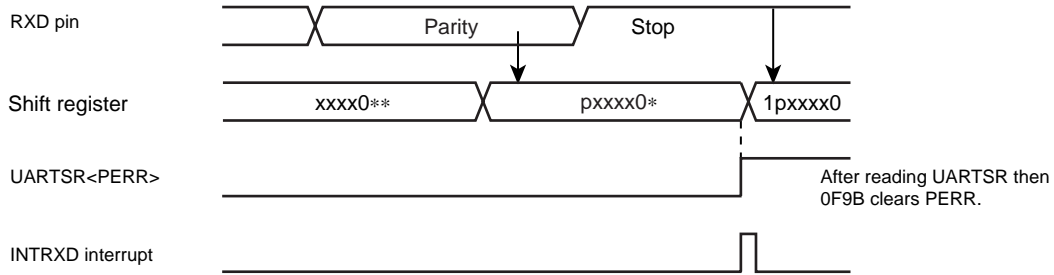 RXD pin
Parity
Stop
Shift register
xxxx0**
pxxxx0*
1pxxxx0
UARTSR<PERR>
After reading UARTSR then
0F9B clears PERR.
INTRXD interrupt